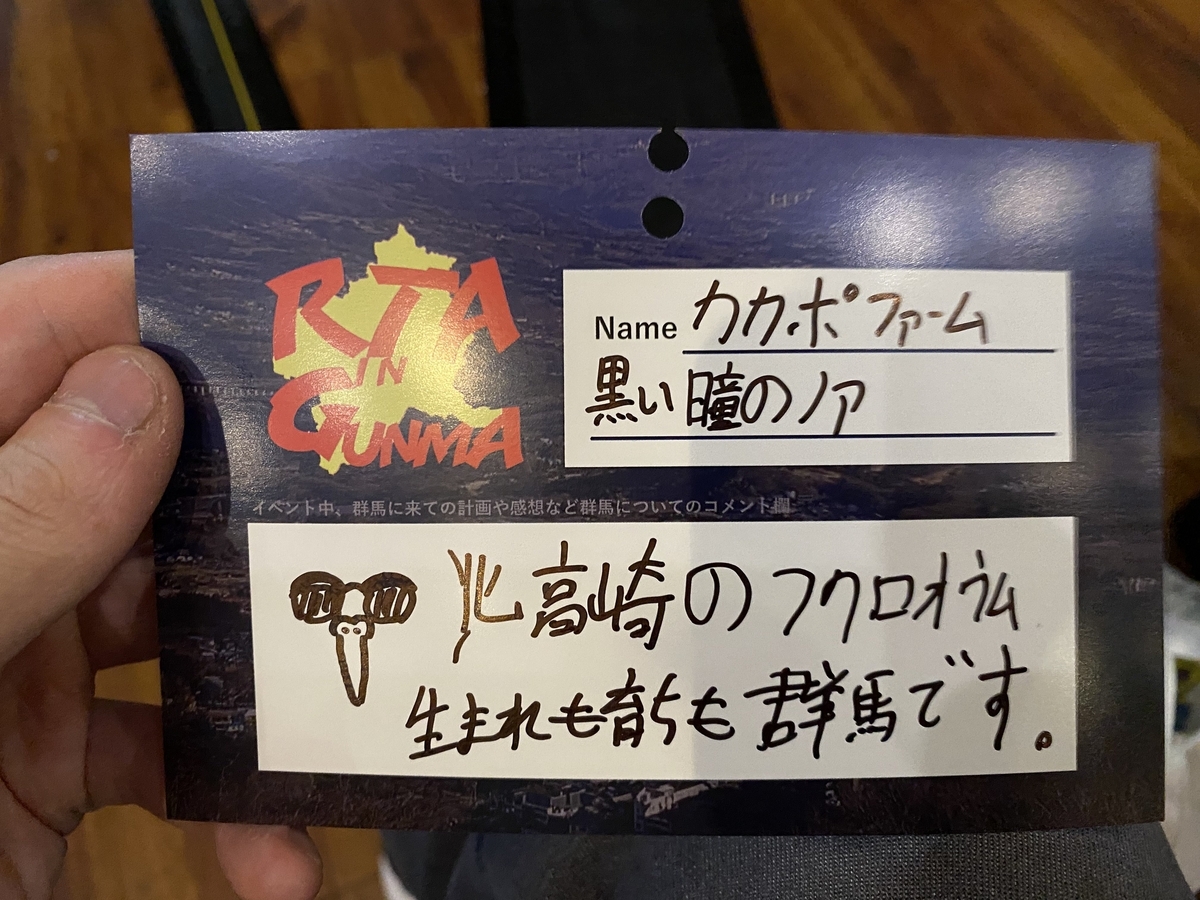 RTA
IN
GUNMA
Name カカポファーム
黒い瞳のノア
イベント中、群馬に来ての計画や感想など群馬についてのコメント欄
北高崎のフクロオウム
生まれも育ちも群馬です。